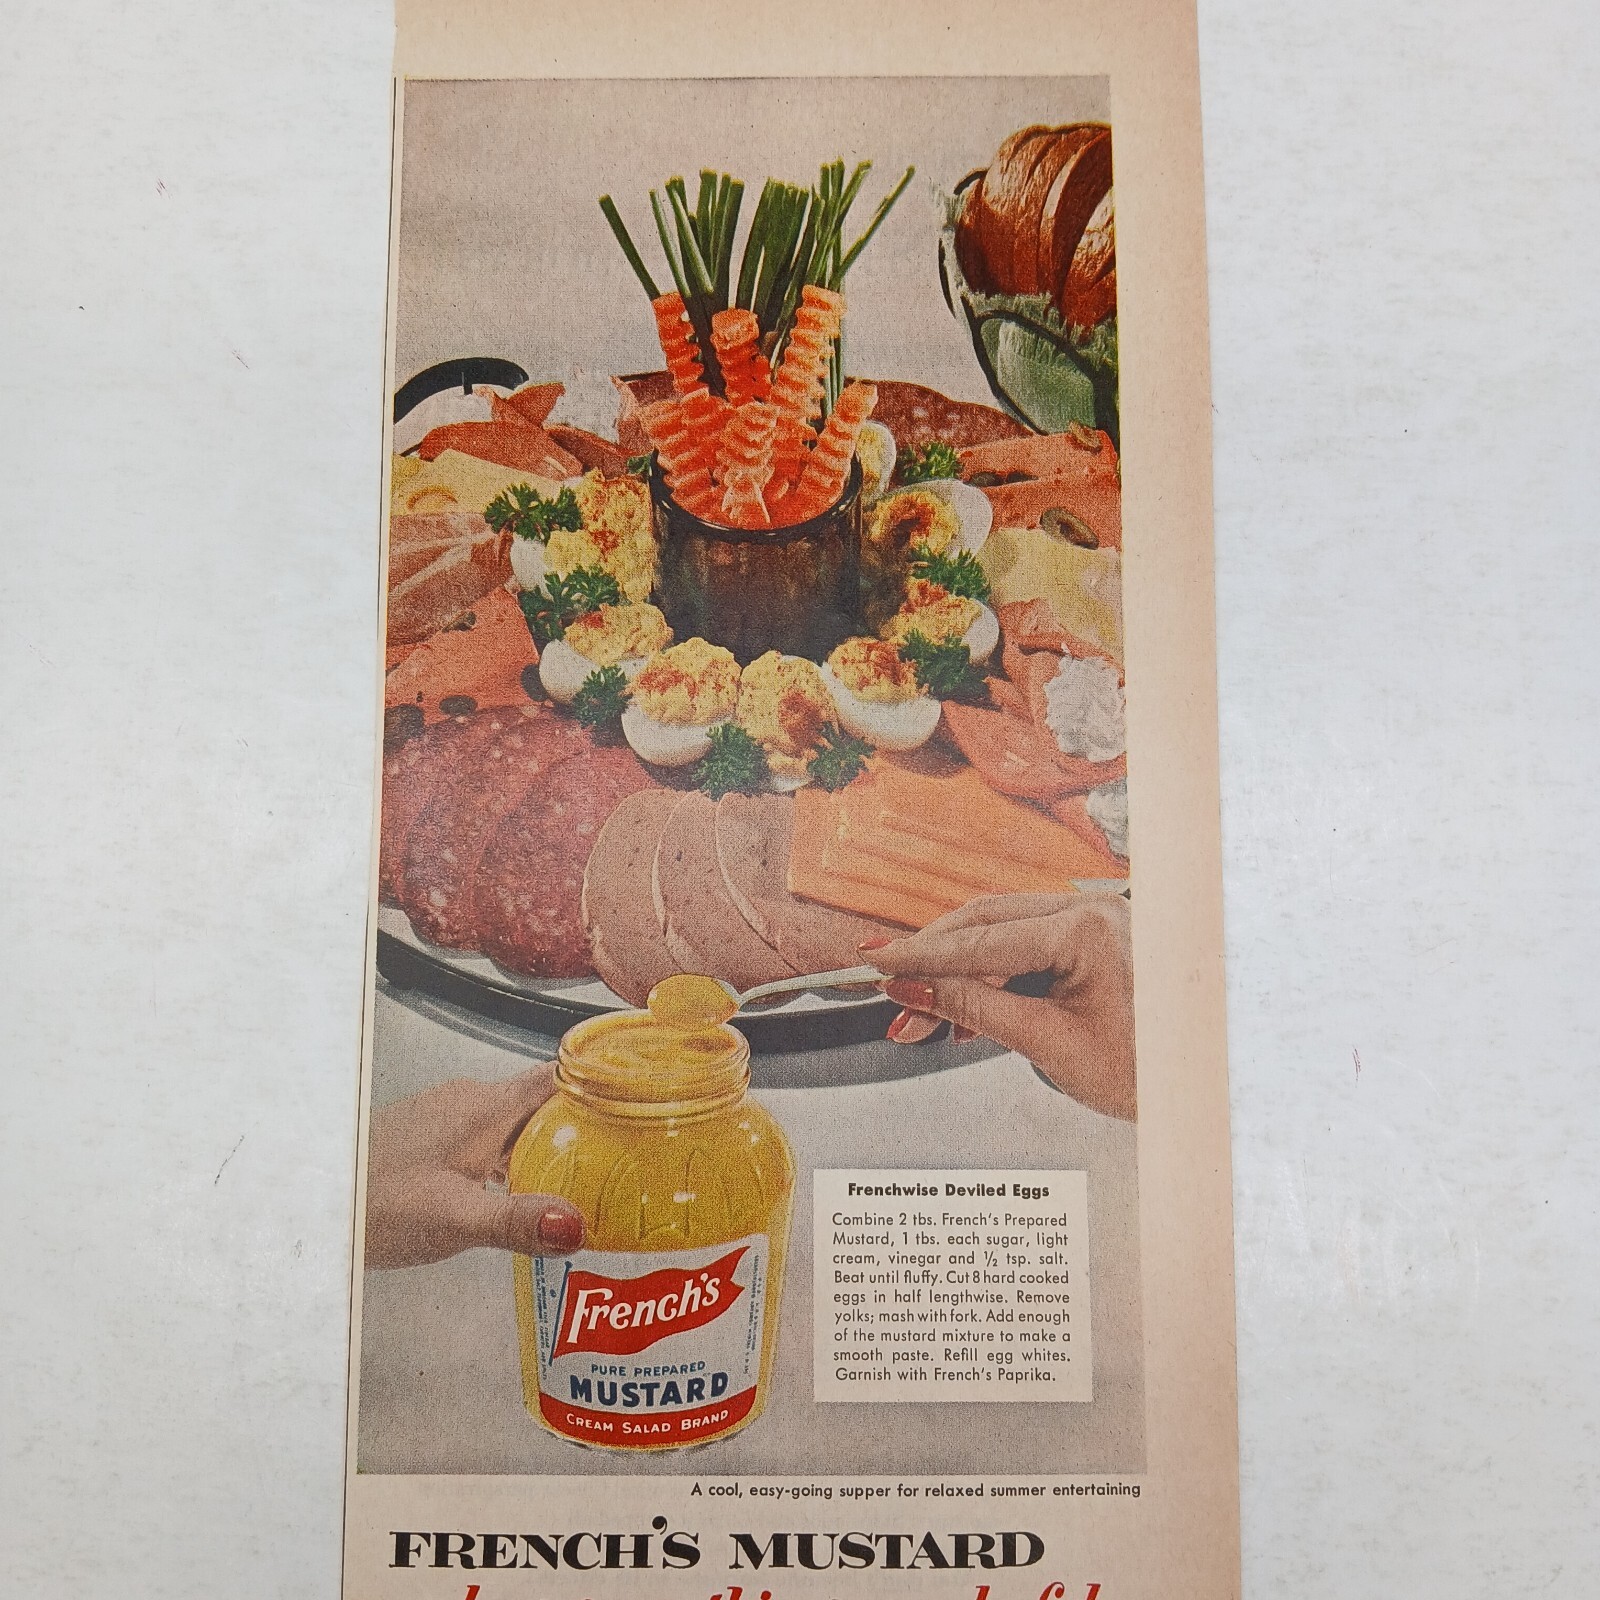 Frenchwise Deviled Eggs
Combine 2 tbs. French's Prepared
Mustard, 1 tbs. each sugar, light
cream, vinegar and ½ tsp. salt.
Beat until fluffy. Cut 8 hard cooked
eggs in half lengthwise. Remove
yolks; mash with fork. Add enough
of the mustard mixture to make a
smooth paste. Refill egg whites.
Garnish with French's Paprika.
French's
PURE PREPARED
MUSTARD
CREAM SALAD BRAND
A cool, easy-going supper for relaxed summer entertaining
FRENCH'S MUSTARD